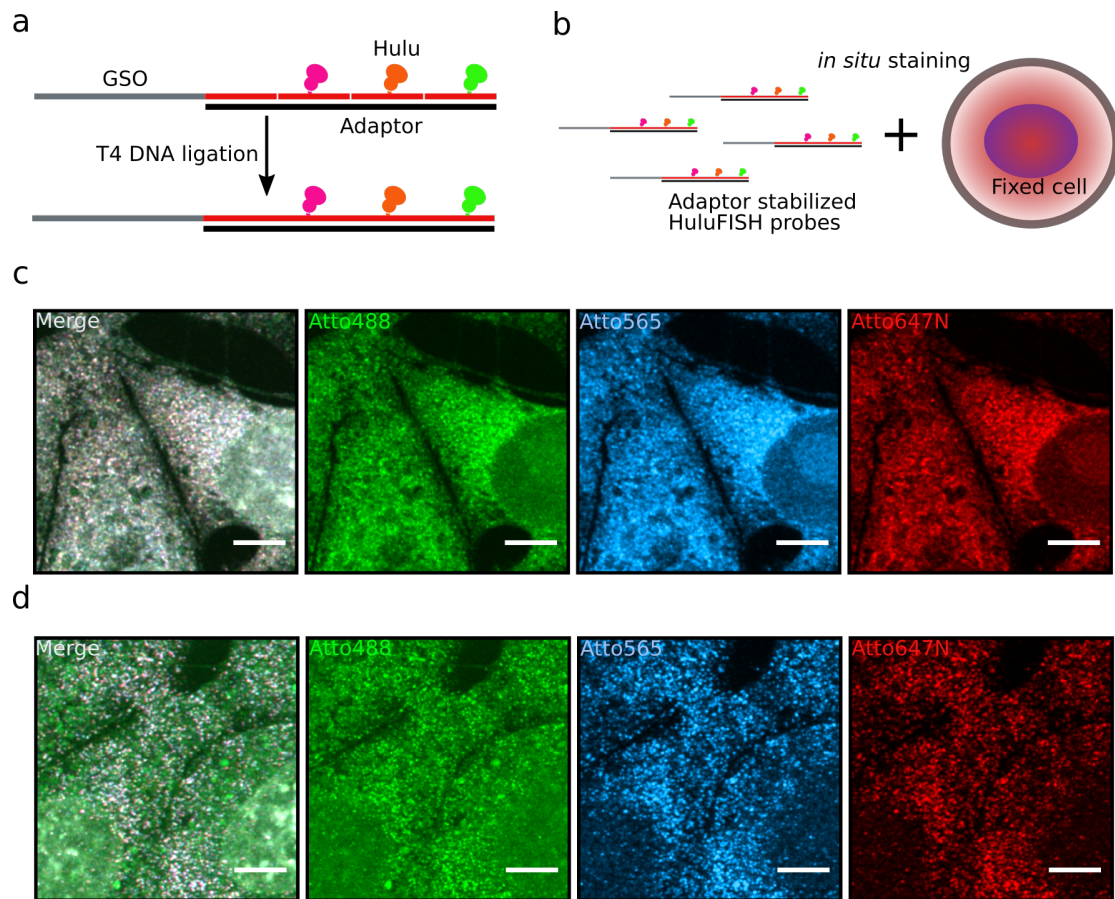 a
Hulu
GSO
Adaptor
T4 DNA ligation
b
in situ staining
Fixed cell
Adaptor stabilized
HuluFISH probes
c
Merge
Atto488
Atto565
Atto647N
d
Merge
Atto488
Atto565
Atto647N